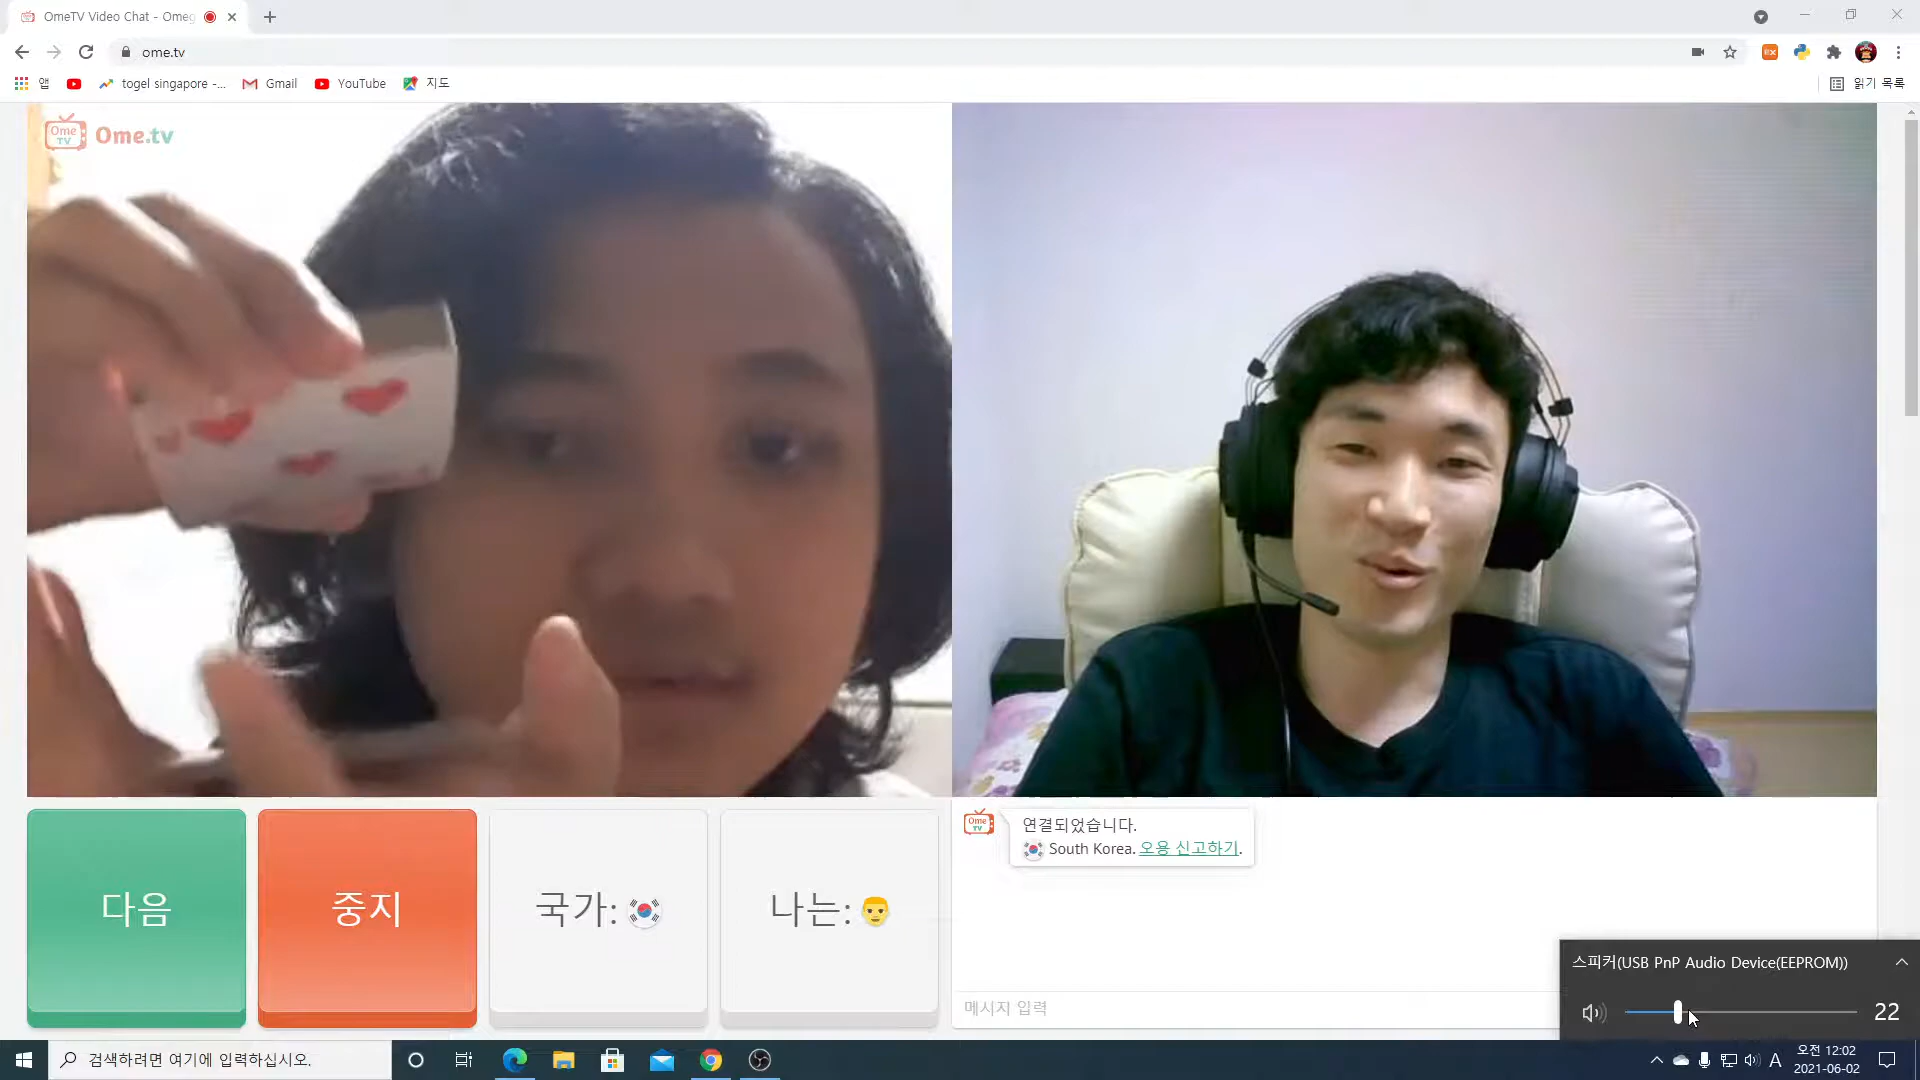 OmeTV Video Chat - Omeg
ome.tv
앱
togel singapore -...
Gmail
YouTube
지도
읽기 목록
Ome TV
Ome.tv
다음
중지
국가:
나는:
Ome TV
연결되었습니다.
South Korea. 오용 신고하기.
메시지 입력
스피커(USB PnP Audio Device(EEPROM))
22
검색하려면 여기에 입력하십시오.
A
오전 12:02
2021-06-02